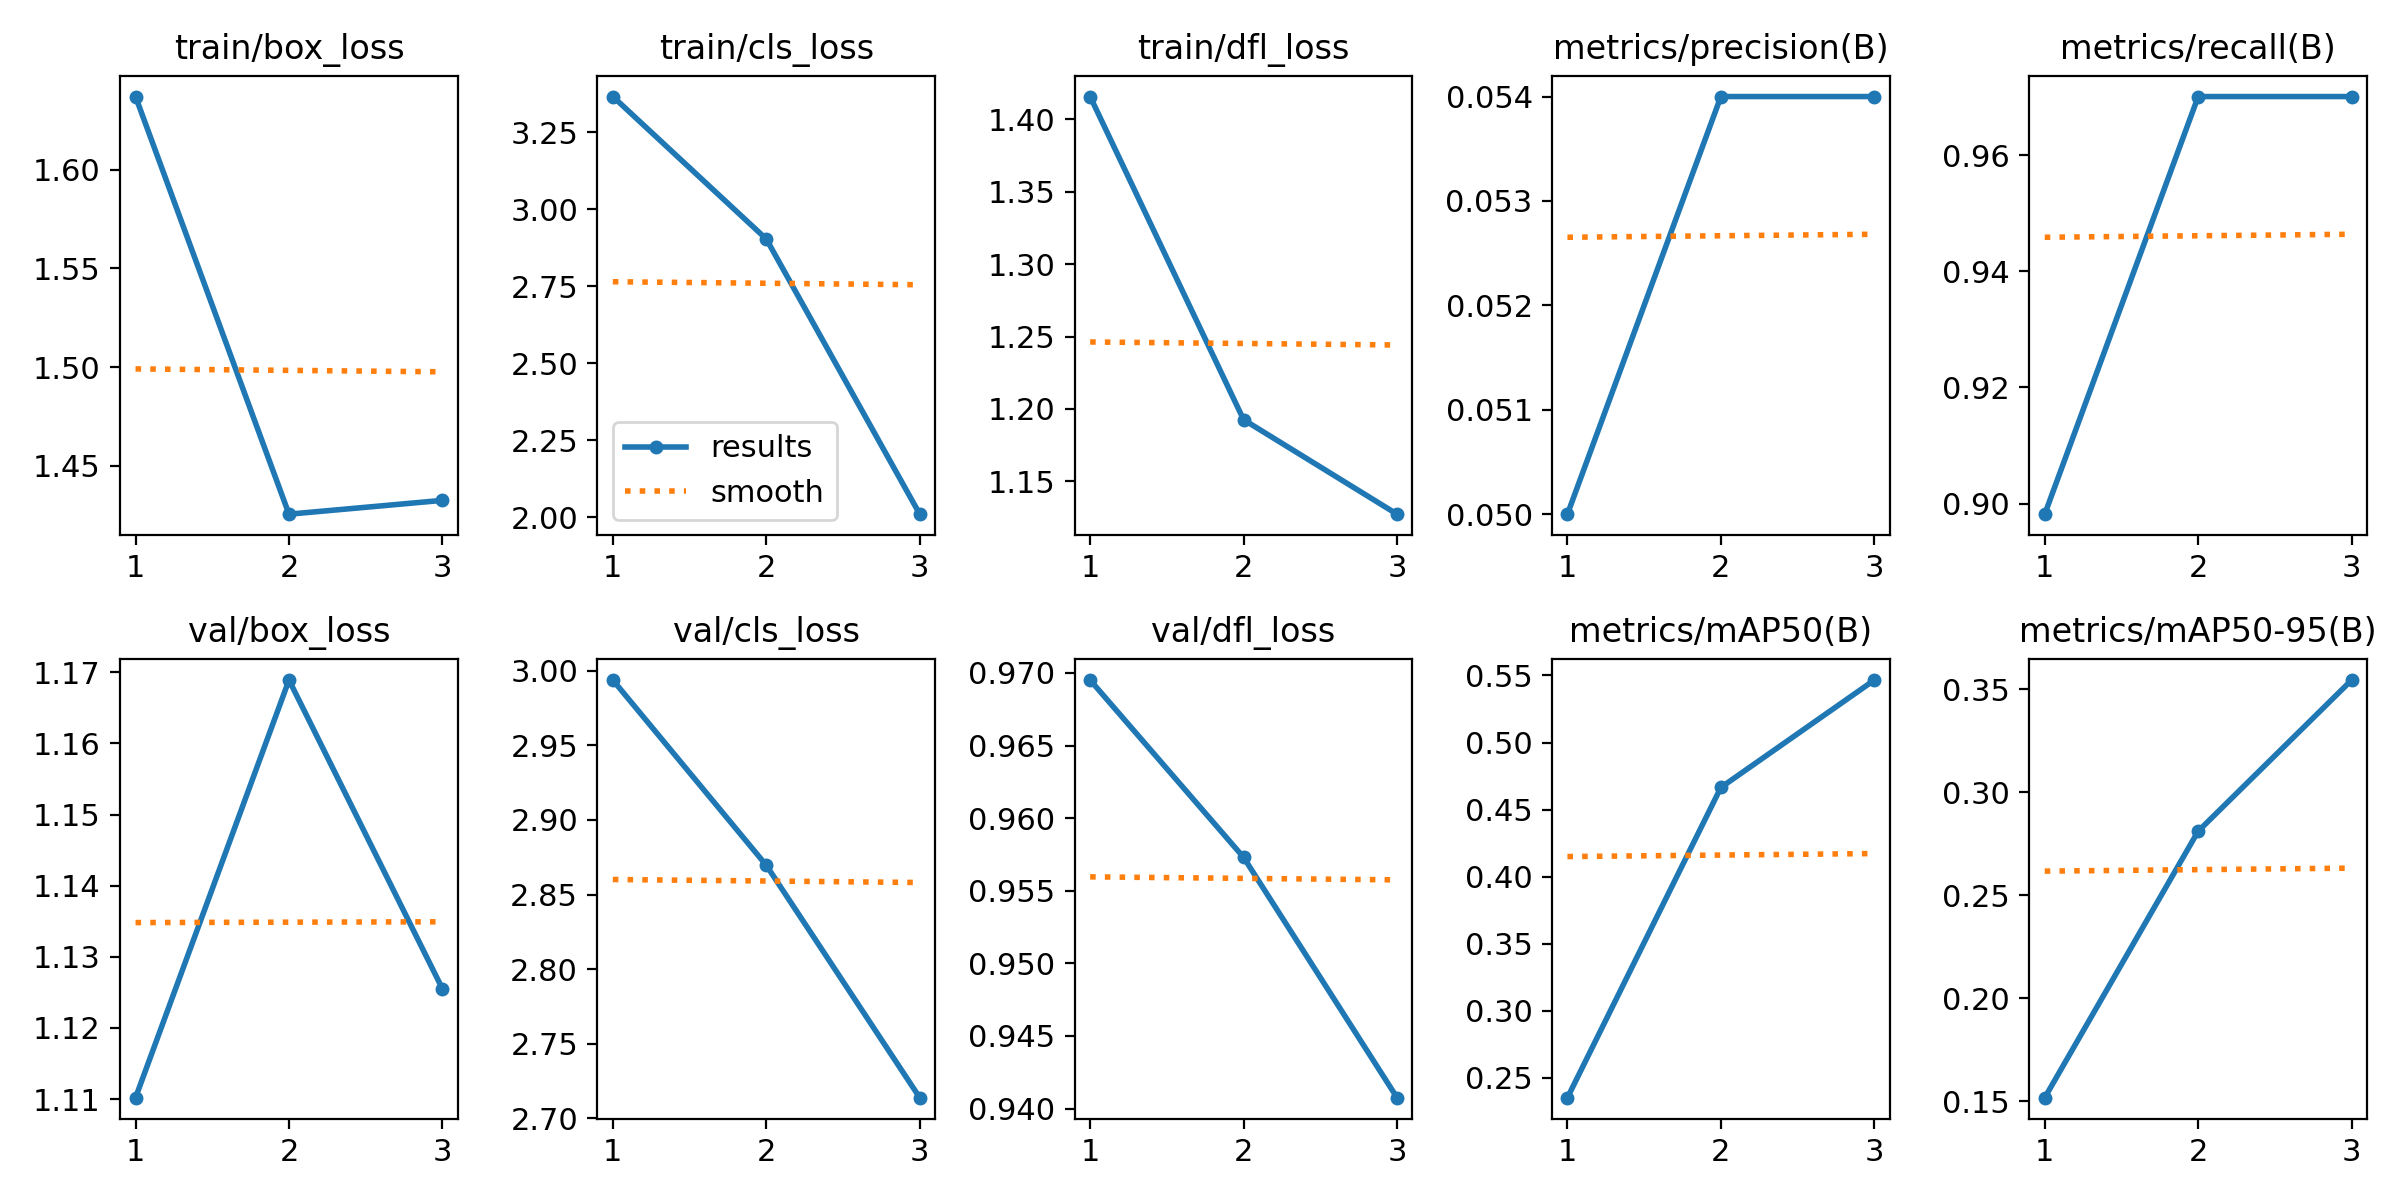 train/box_loss
1.60
1.55
1.50
1.45
1 2 3
train/cls_loss
3.25
3.00
2.75
2.50
2.25
2.00
results
smooth
1 2 3
train/dfl_loss
1.40
1.35
1.30
1.25
1.20
1.15
1 2 3
metrics/precision(B)
0.054
0.053
0.052
0.051
0.050
1 2 3
metrics/recall(B)
0.96
0.94
0.92
0.90
1 2 3
val/box_loss
1.17
1.16
1.15
1.14
1.13
1.12
1.11
1 2 3
val/cls_loss
3.00
2.95
2.90
2.85
2.80
2.75
2.70
1 2 3
val/dfl_loss
0.970
0.965
0.960
0.955
0.950
0.945
0.940
1 2 3
metrics/mAP50(B)
0.55
0.50
0.45
0.40
0.35
0.30
0.25
1 2 3
metrics/mAP50-95(B)
0.35
0.30
0.25
0.20
0.15
1 2 3